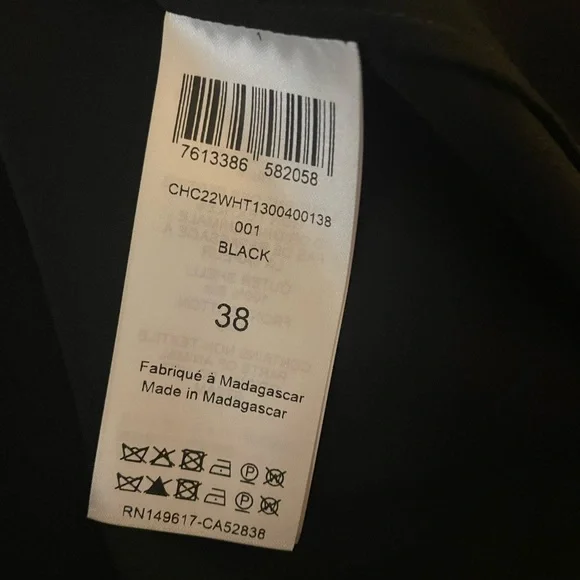 7613386 582058
CHC22WHT1300400138
001
BLACK
38
Fabriqué à Madagascar
Made in Madagascar
P W
P W
RN149617-CA52838